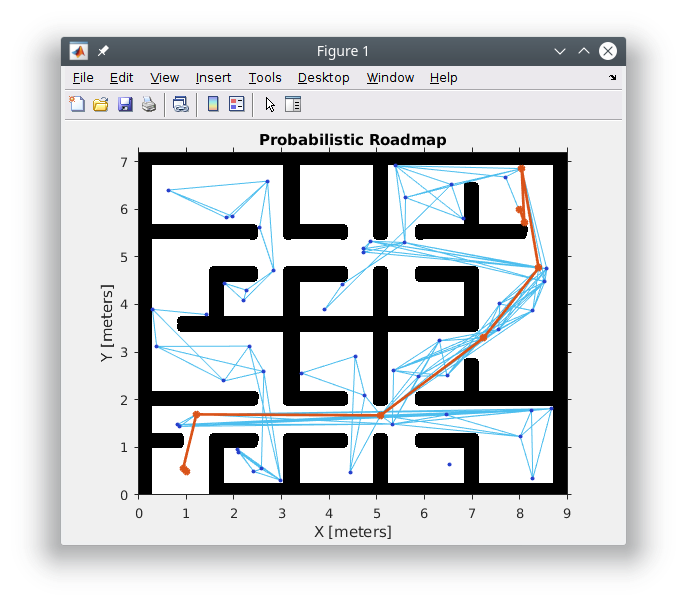 Figure 1
File Edit View Insert Tools Desktop Window Help
Probabilistic Roadmap
7
6
5
4
3
2
1
0
Y [meters]
0 1 2 3 4 5 6 7 8 9
X [meters]